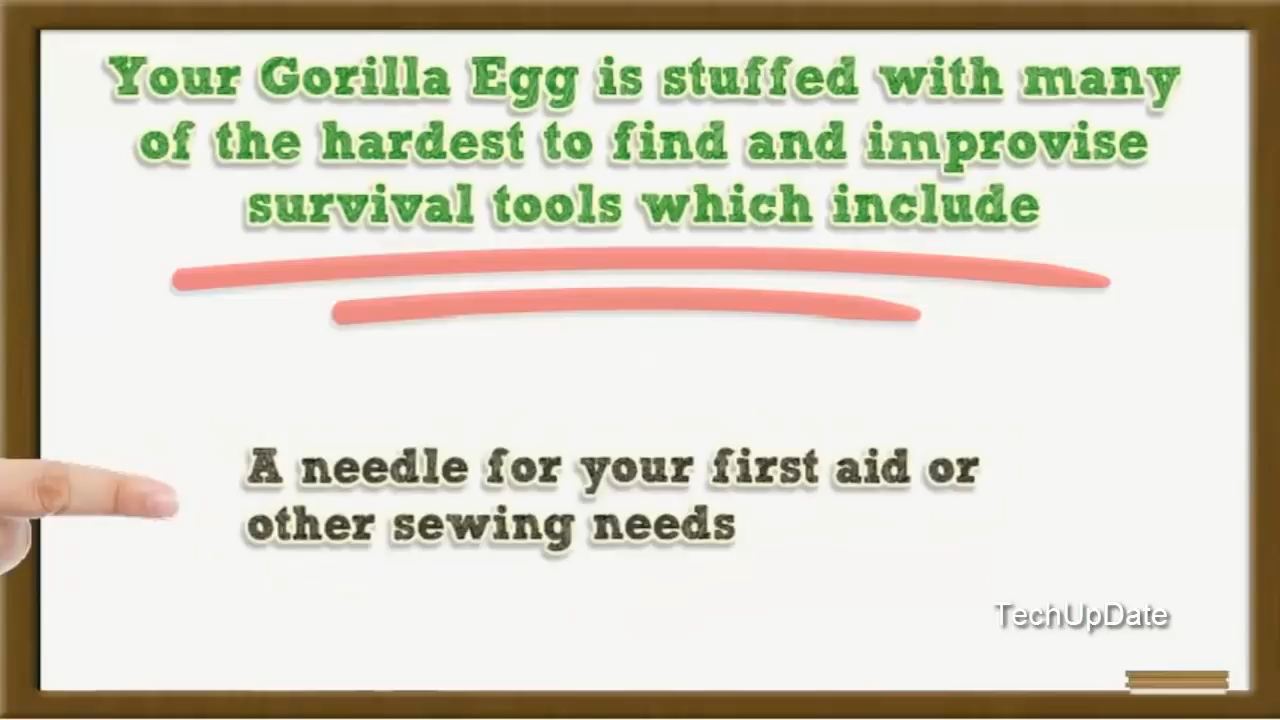 Your Gorilla Egg is stuffed with many
of the hardest to find and improvise
survival tools which include
A needle for your first aid or
other sewing needs
TechUpDate